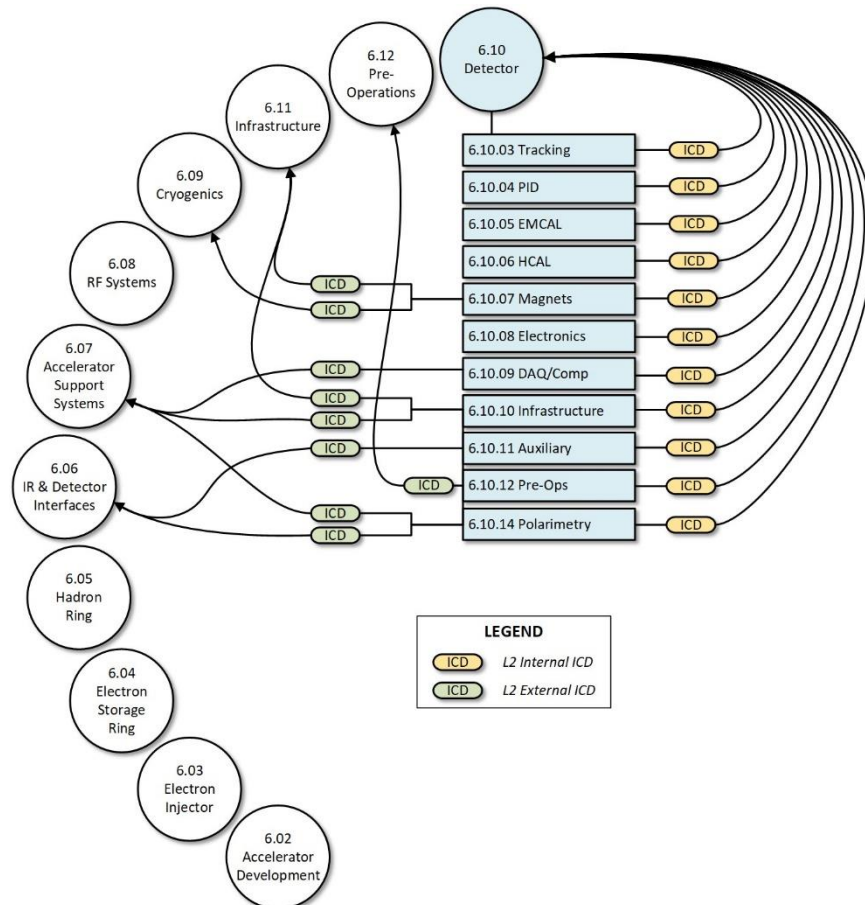 6.12
Pre-
Operations
6.10
Detector
6.11
Infrastructure
6.09
Cryogenics
6.08
RF Systems
6.07
Accelerator
Support
Systems
6.06
IR & Detector
Interfaces
6.05
Hadron
Ring
6.04
Electron
Storage
Ring
6.03
Electron
Injector
6.02
Accelerator
Development
6.10.03 Tracking
ICD
6.10.04 PID
ICD
6.10.05 EMCAL
ICD
6.10.06 HCAL
ICD
ICD
ICD
6.10.07 Magnets
ICD
6.10.08 Electronics
ICD
ICD
6.10.09 DAQ/Comp
ICD
ICD
ICD
6.10.10 Infrastructure
ICD
ICD
6.10.11 Auxiliary
ICD
ICD
6.10.12 Pre-Ops
ICD
ICD
ICD
6.10.14 Polarimetry
ICD
LEGEND
ICD L2 Internal ICD
ICD L2 External ICD